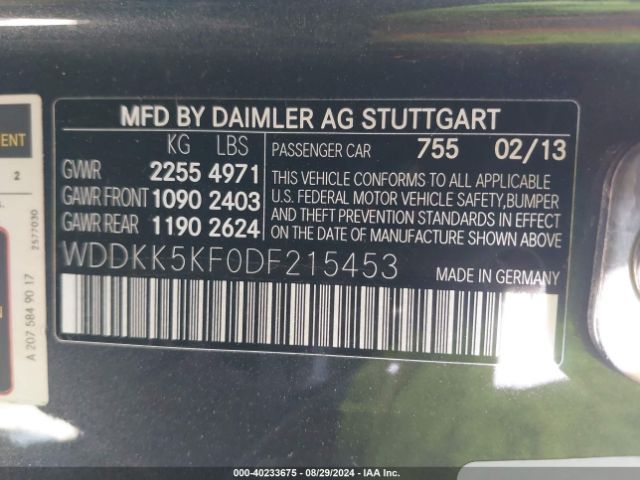 MFD BY DAIMLER AG STUTTGART
KG LBS
GVWR 2255 4971
GAWR FRONT 1090 2403
GAWR REAR 1190 2624
PASSENGER CAR 755 02/13
THIS VEHICLE CONFORMS TO ALL APPLICABLE
U.S. FEDERAL MOTOR VEHICLE SAFETY, BUMPER
AND THEFT PREVENTION STANDARDS IN EFFECT
ON THE DATE OF MANUFACTURE SHOWN ABOVE
WDDKK5KF0DF215453
MADE IN GERMANY
2
2577030
A 207 584 90 17
000-40233675 - 08/29/2024 - IAA Inc.